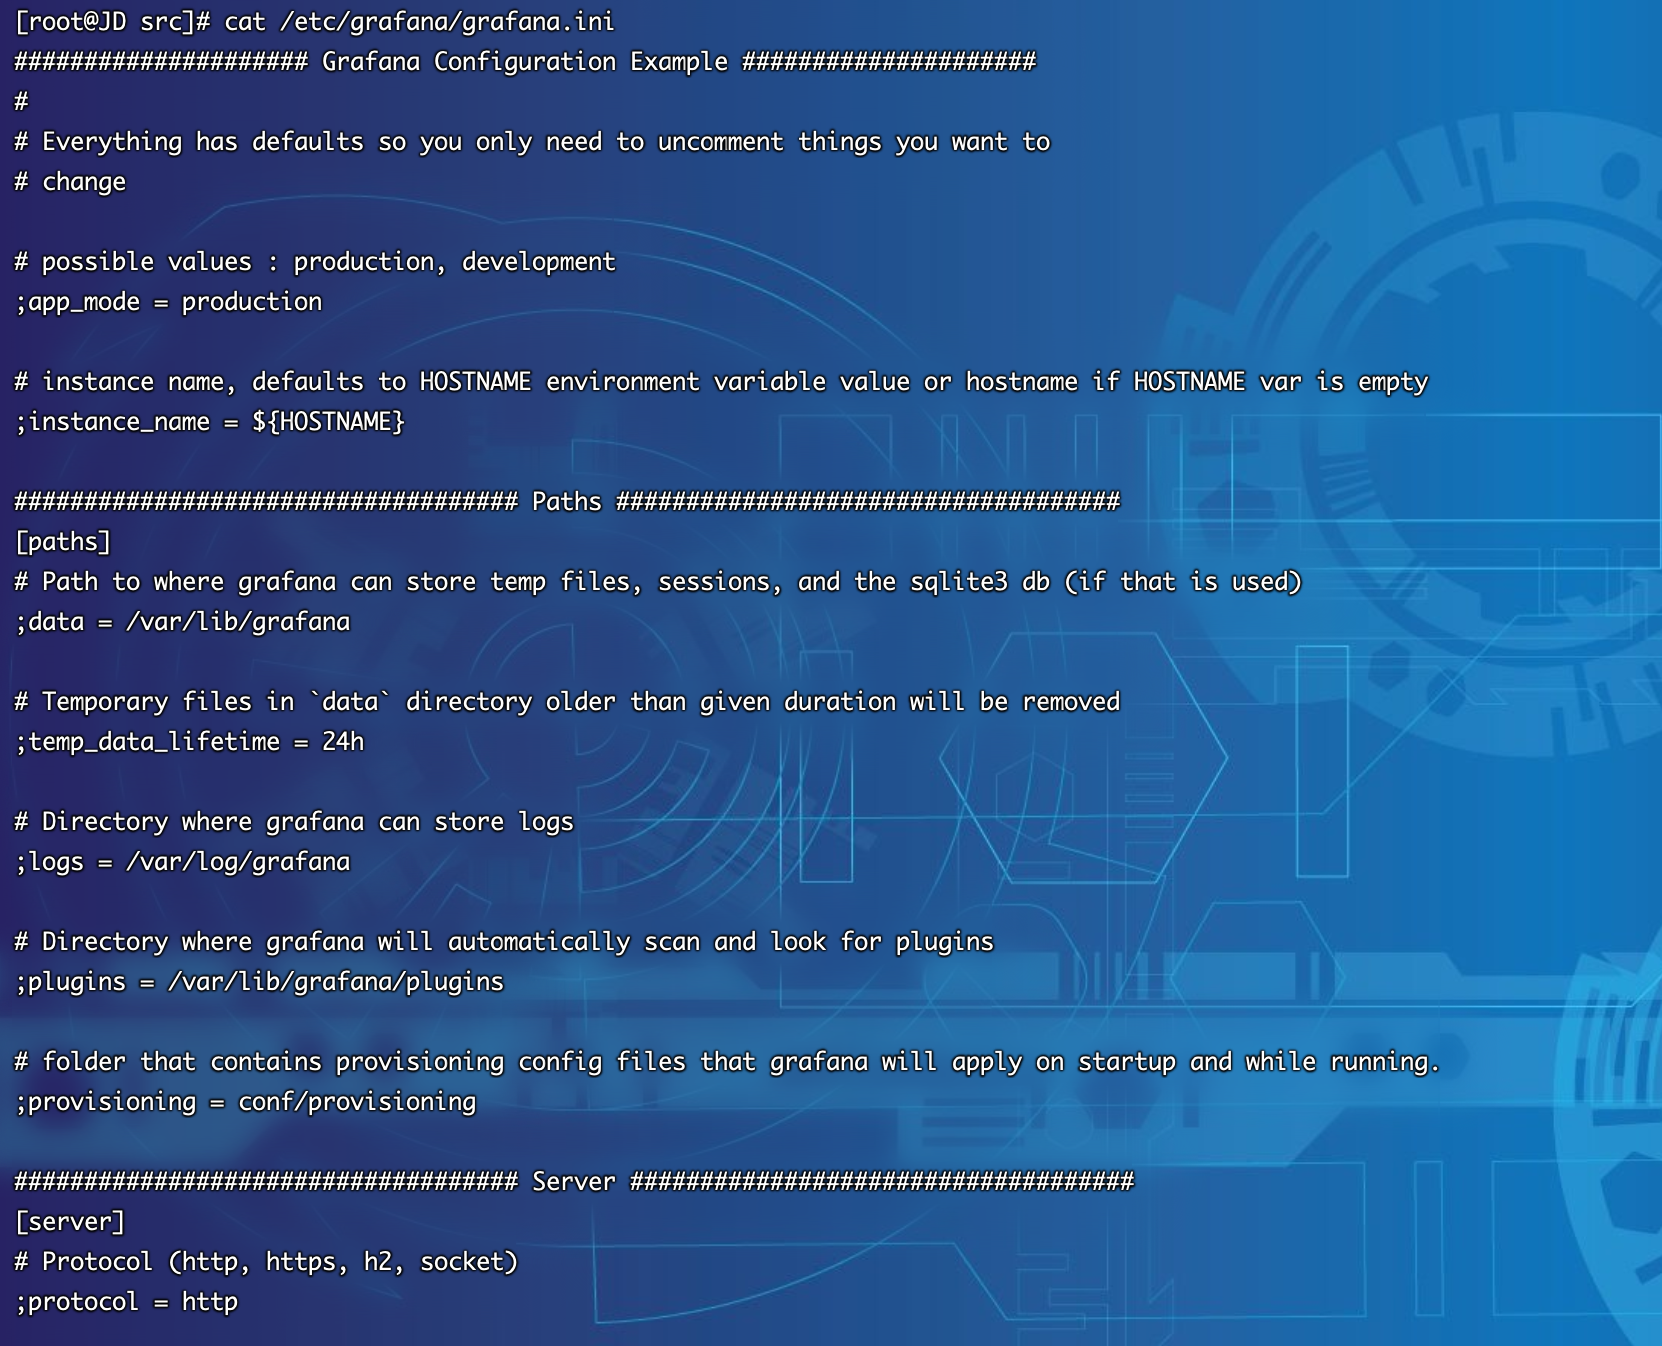 [root@JD src]# cat /etc/grafana/grafana.ini
##################### Grafana Configuration Example #####################
#
# Everything has defaults so you only need to uncomment things you want to
# change
# possible values : production, development
;app_mode = production
# instance name, defaults to HOSTNAME environment variable value or hostname if HOSTNAME var is empty
;instance_name = ${HOSTNAME}
#################################### Paths ####################################
[paths]
# Path to where grafana can store temp files, sessions, and the sqlite3 db (if that is used)
;data = /var/lib/grafana
# Temporary files in `data` directory older than given duration will be removed
;temp_data_lifetime = 24h
# Directory where grafana can store logs
;logs = /var/log/grafana
# Directory where grafana will automatically scan and look for plugins
;plugins = /var/lib/grafana/plugins
# folder that contains provisioning config files that grafana will apply on startup and while running.
;provisioning = conf/provisioning
#################################### Server ####################################
[server]
# Protocol (http, https, h2, socket)
;protocol = http